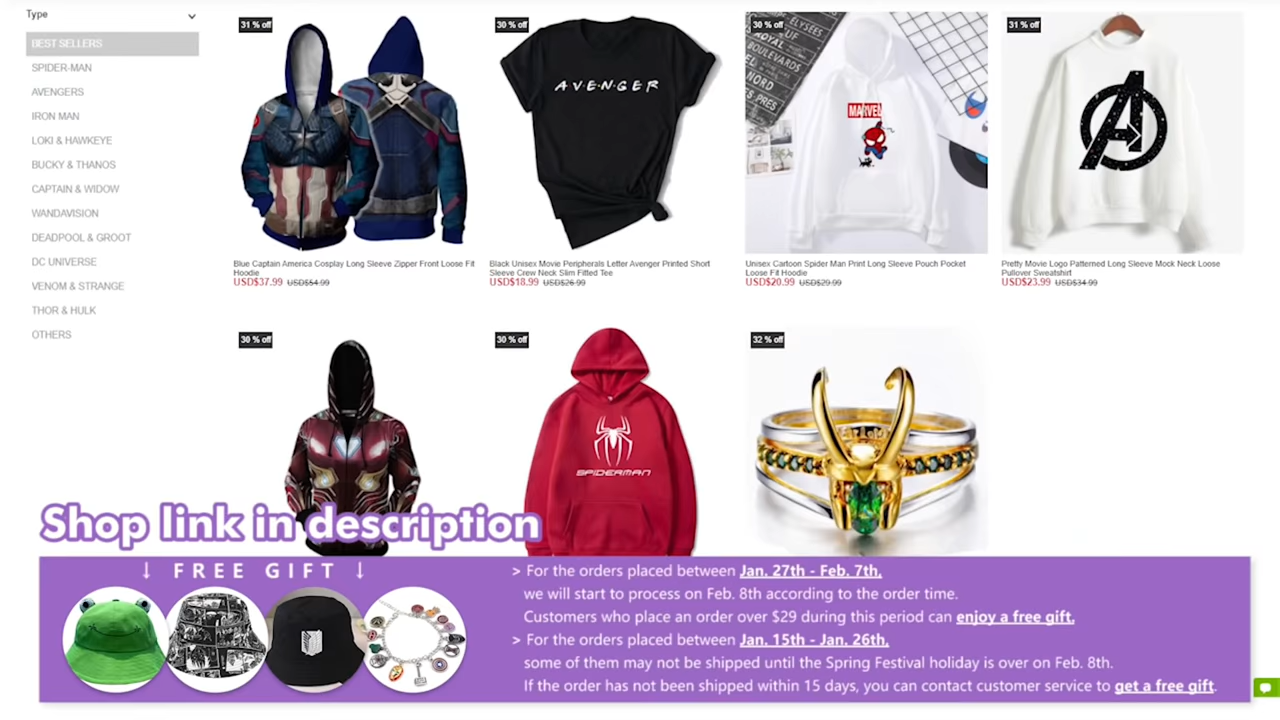 Type
BEST SELLERS
SPIDER-MAN
AVENGERS
IRON MAN
LOKI & HAWKEYE
BUCKY & THANOS
CAPTAIN & WIDOW
WANDAVISION
DEADPOOL & GROOT
DC UNIVERSE
VENOM & STRANGE
THOR & HULK
OTHERS
31 % off
Blue Captain America Cosplay Long Sleeve Zipper Front Loose Fit
Hoodie
USD$37.99 USD$54.99
30 % off
A·V·E·N·G·E·R
Black Unisex Movie Peripherals Letter Avenger Printed Short
Sleeve Crew Neck Slim Fitted Tee
USD$18.99 USD$26.99
30 % off
ELYSÉES
ROYAL
BOULEVARDS
NORD
ES PRES
MARVEL
Unisex Cartoon Spider Man Print Long Sleeve Pouch Pocket
Loose Fit Hoodie
USD$20.99 USD$29.99
31 % off
A
Pretty Movie Logo Patterned Long Sleeve Mock Neck Loose
Pullover Sweatshirt
USD$23.99 USD$34.99
30 % off
30 % off
SPIDERMAN
32 % off
Shop link in description
↓ FREE GIFT ↓
> For the orders placed between Jan. 27th - Feb. 7th,
we will start to process on Feb. 8th according to the order time.
Customers who place an order over $29 during this period can enjoy a free gift.
> For the orders placed between Jan. 15th - Jan. 26th,
some of them may not be shipped until the Spring Festival holiday is over on Feb. 8th.
If the order has not been shipped within 15 days, you can contact customer service to get a free gift.